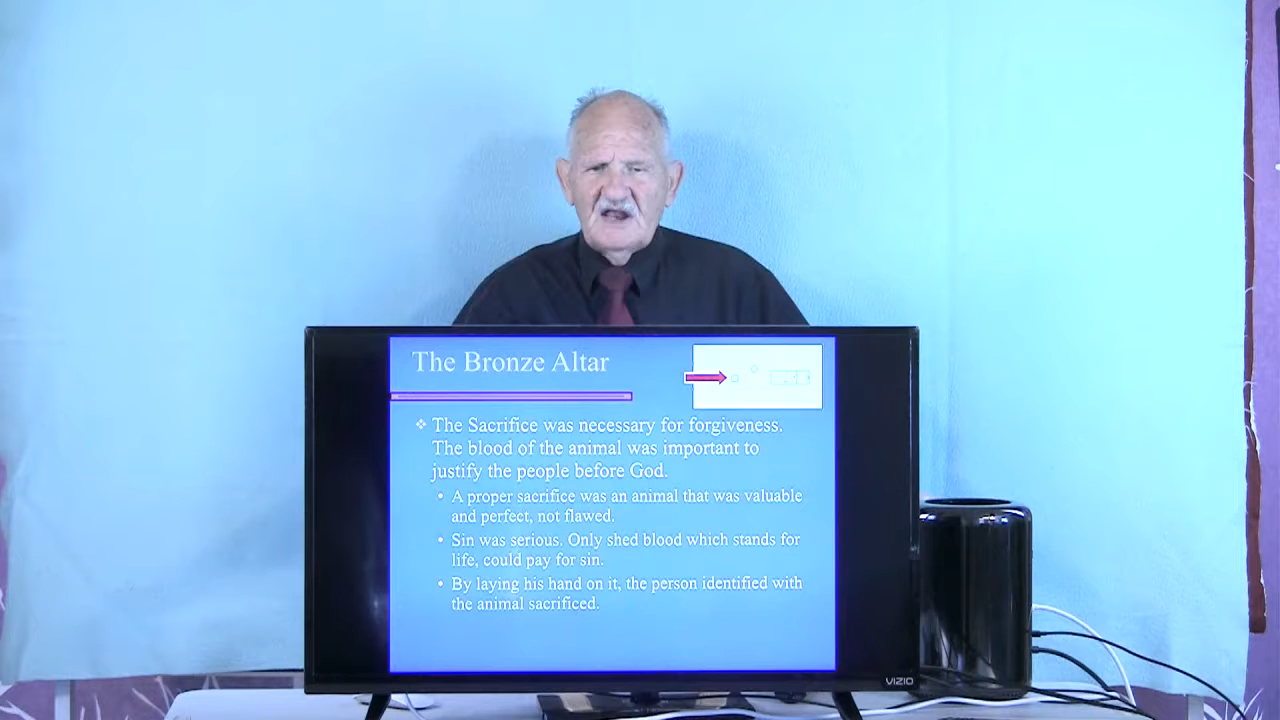 The Bronze Altar
❖ The Sacrifice was necessary for forgiveness.
The blood of the animal was important to
justify the people before God.
• A proper sacrifice was an animal that was valuable
and perfect, not flawed.
• Sin was serious. Only shed blood which stands for
life, could pay for sin.
• By laying his hand on it, the person identified with
the animal sacrificed.
VIZIO